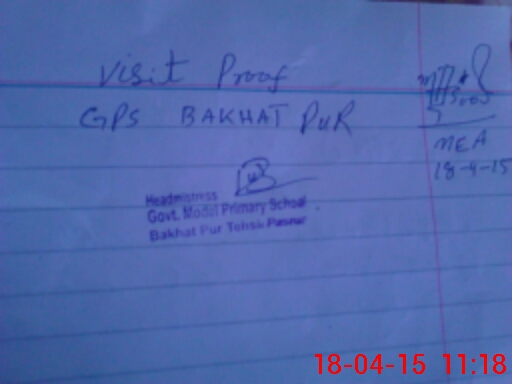 Visit Proof
GPS BAKHAT PUR
MEA
18-4-15
Headmistress
Govt. Model Primary School
Bakhat Pur Tehsil Pasrur
18-04-15 11:18